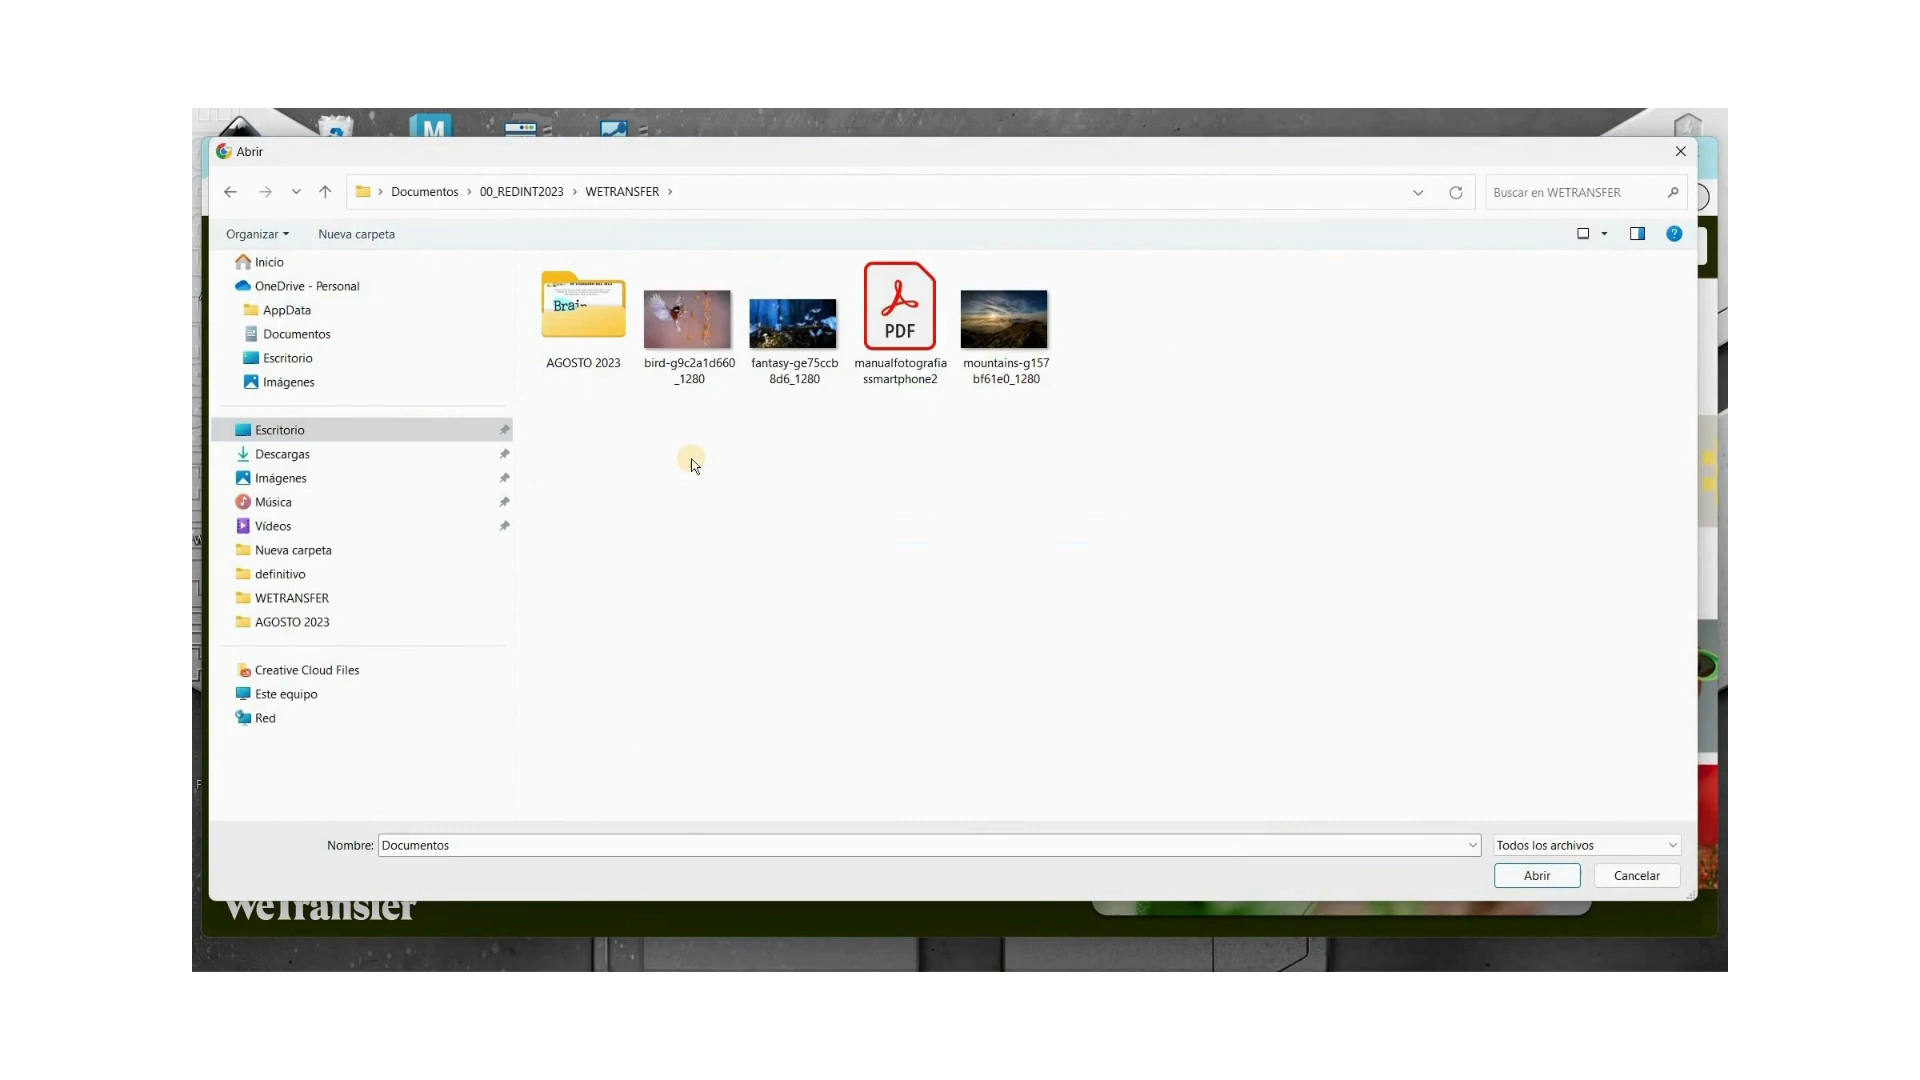 M
Abrir
Documentos
00_REDINT2023
WETRANSFER
Buscar en WETRANSFER
Organizar
Nueva carpeta
?
Inicio
OneDrive - Personal
AppData
Documentos
Escritorio
Imágenes
Escritorio
Descargas
Imágenes
Música
Vídeos
Nueva carpeta
definitivo
WETRANSFER
AGOSTO 2023
Creative Cloud Files
Este equipo
Red
Brain
AGOSTO 2023
bird-g9c2a1d660
_1280
fantasy-ge75ccb
8d6_1280
PDF
manualfotografia
ssmartphone2
mountains-g157
bf61e0_1280
Nombre: Documentos
Todos los archivos
Abrir
Cancelar
WeTransfer